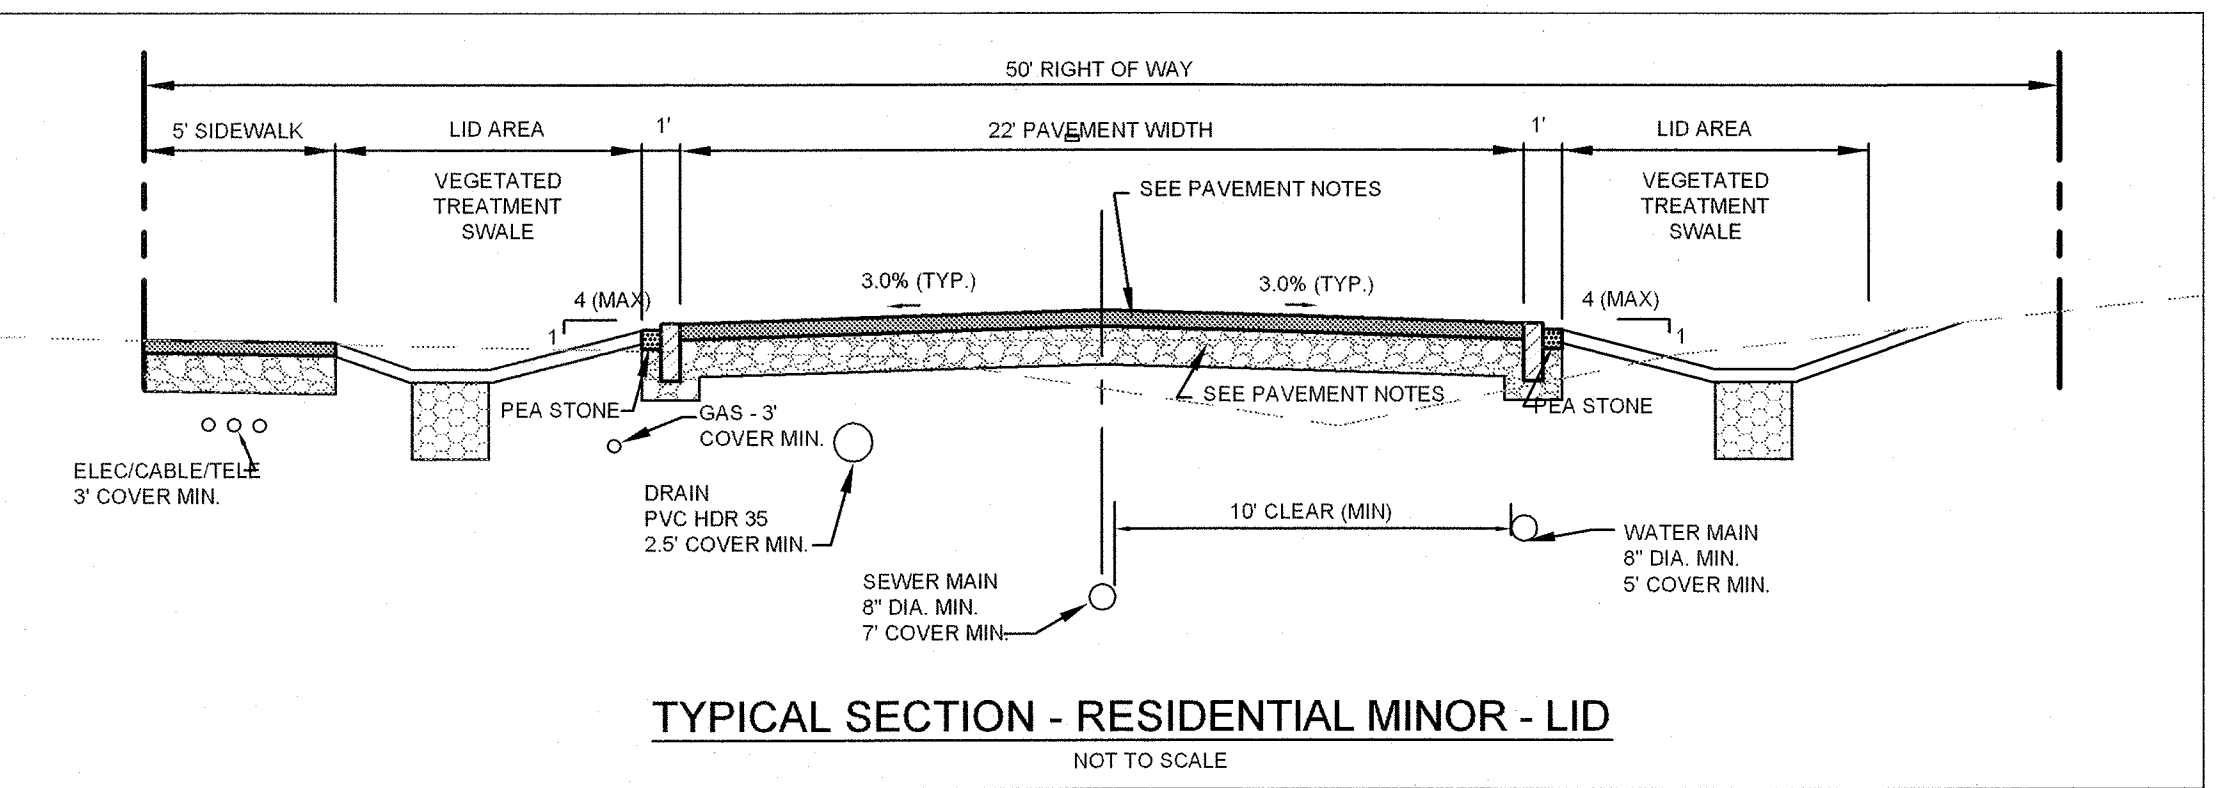 50' RIGHT OF WAY
5' SIDEWALK
LID AREA
1'
22' PAVEMENT WIDTH
1'
LID AREA
VEGETATED
TREATMENT
SWALE
SEE PAVEMENT NOTES
VEGETATED
TREATMENT
SWALE
3.0% (TYP.)
3.0% (TYP.)
4 (MAX)
1
4 (MAX)
1
PEA STONE
GAS - 3'
COVER MIN.
SEE PAVEMENT NOTES
PEA STONE
ELEC/CABLE/TELE
3' COVER MIN.
DRAIN
PVC HDR 35
2.5' COVER MIN.
10' CLEAR (MIN)
WATER MAIN
8" DIA. MIN.
5' COVER MIN.
SEWER MAIN
8" DIA. MIN.
7' COVER MIN.
TYPICAL SECTION - RESIDENTIAL MINOR - LID
NOT TO SCALE